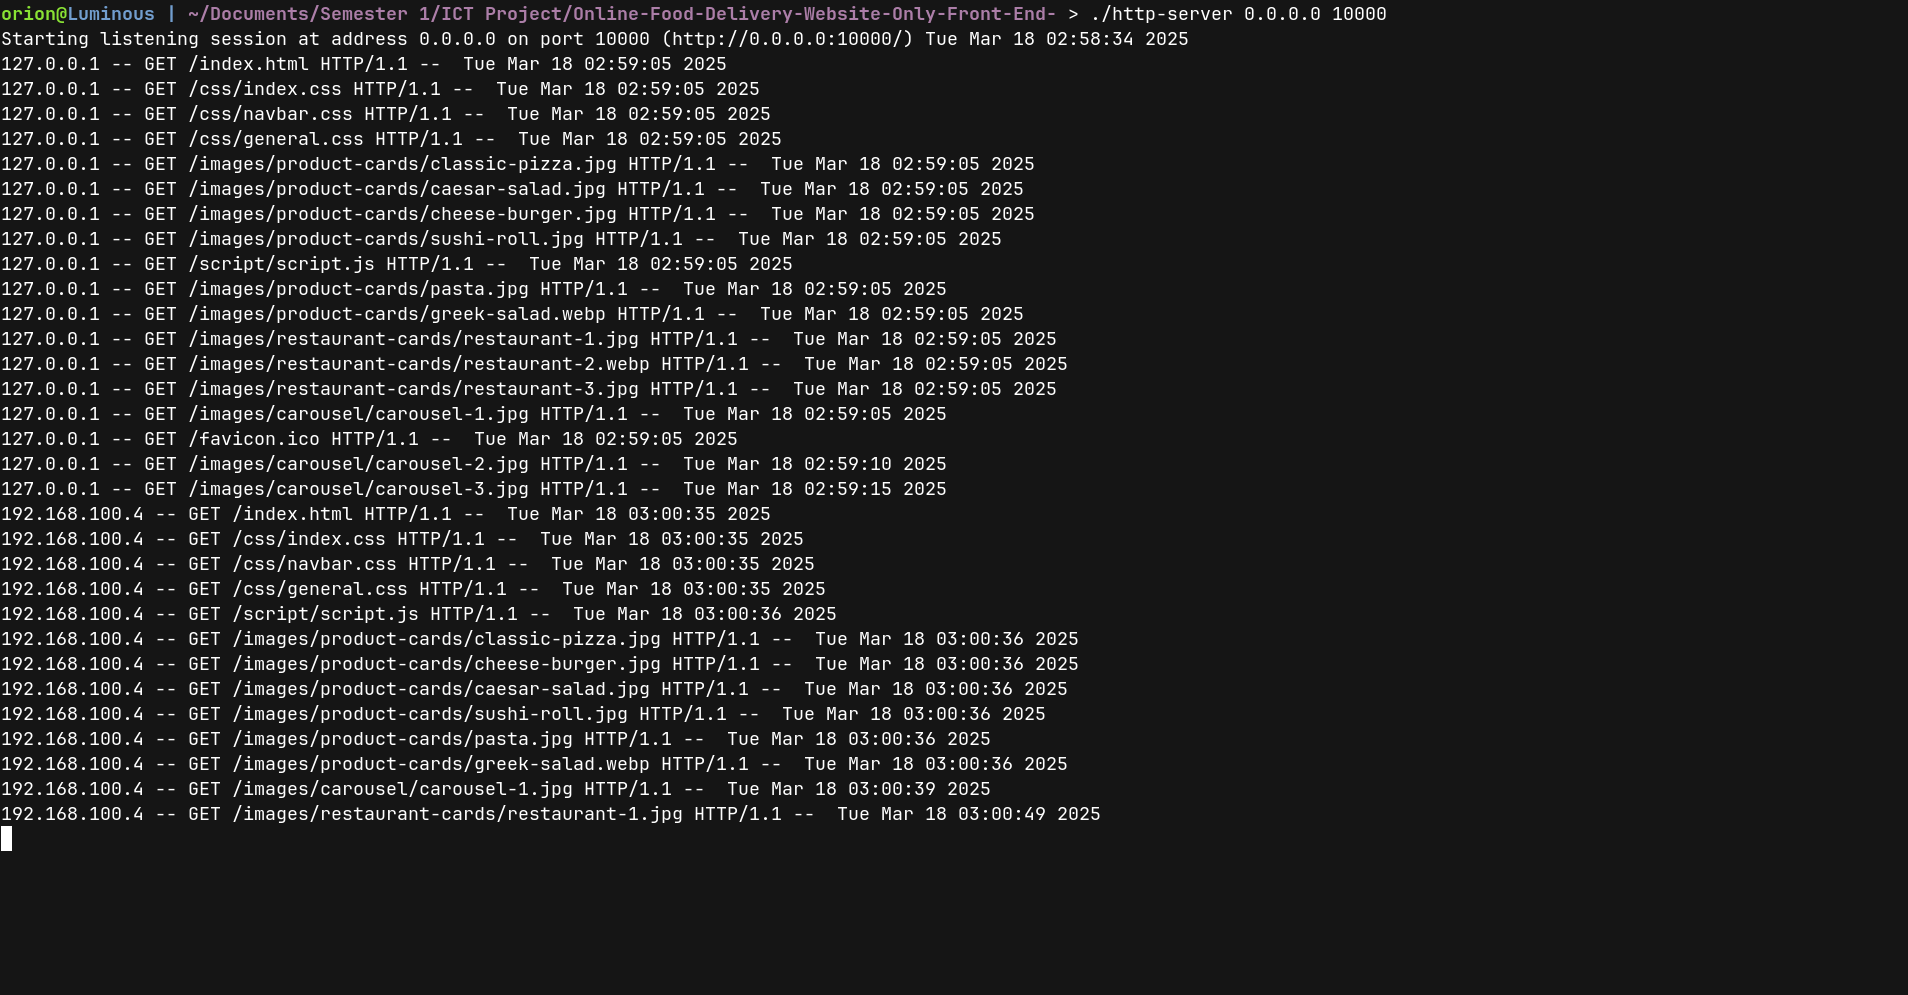 orion@Luminous | ~/Documents/Semester 1/ICT Project/Online-Food-Delivery-Website-Only-Front-End- > ./http-server 0.0.0.0 10000
Starting listening session at address 0.0.0.0 on port 10000 (http://0.0.0.0:10000/) Tue Mar 18 02:58:34 2025
127.0.0.1 -- GET /index.html HTTP/1.1 --  Tue Mar 18 02:59:05 2025
127.0.0.1 -- GET /css/index.css HTTP/1.1 --  Tue Mar 18 02:59:05 2025
127.0.0.1 -- GET /css/navbar.css HTTP/1.1 --  Tue Mar 18 02:59:05 2025
127.0.0.1 -- GET /css/general.css HTTP/1.1 --  Tue Mar 18 02:59:05 2025
127.0.0.1 -- GET /images/product-cards/classic-pizza.jpg HTTP/1.1 --  Tue Mar 18 02:59:05 2025
127.0.0.1 -- GET /images/product-cards/caesar-salad.jpg HTTP/1.1 --  Tue Mar 18 02:59:05 2025
127.0.0.1 -- GET /images/product-cards/cheese-burger.jpg HTTP/1.1 --  Tue Mar 18 02:59:05 2025
127.0.0.1 -- GET /images/product-cards/sushi-roll.jpg HTTP/1.1 --  Tue Mar 18 02:59:05 2025
127.0.0.1 -- GET /script/script.js HTTP/1.1 --  Tue Mar 18 02:59:05 2025
127.0.0.1 -- GET /images/product-cards/pasta.jpg HTTP/1.1 --  Tue Mar 18 02:59:05 2025
127.0.0.1 -- GET /images/product-cards/greek-salad.webp HTTP/1.1 --  Tue Mar 18 02:59:05 2025
127.0.0.1 -- GET /images/restaurant-cards/restaurant-1.jpg HTTP/1.1 --  Tue Mar 18 02:59:05 2025
127.0.0.1 -- GET /images/restaurant-cards/restaurant-2.webp HTTP/1.1 --  Tue Mar 18 02:59:05 2025
127.0.0.1 -- GET /images/restaurant-cards/restaurant-3.jpg HTTP/1.1 --  Tue Mar 18 02:59:05 2025
127.0.0.1 -- GET /images/carousel/carousel-1.jpg HTTP/1.1 --  Tue Mar 18 02:59:05 2025
127.0.0.1 -- GET /favicon.ico HTTP/1.1 --  Tue Mar 18 02:59:05 2025
127.0.0.1 -- GET /images/carousel/carousel-2.jpg HTTP/1.1 --  Tue Mar 18 02:59:10 2025
127.0.0.1 -- GET /images/carousel/carousel-3.jpg HTTP/1.1 --  Tue Mar 18 02:59:15 2025
192.168.100.4 -- GET /index.html HTTP/1.1 --  Tue Mar 18 03:00:35 2025
192.168.100.4 -- GET /css/index.css HTTP/1.1 --  Tue Mar 18 03:00:35 2025
192.168.100.4 -- GET /css/navbar.css HTTP/1.1 --  Tue Mar 18 03:00:35 2025
192.168.100.4 -- GET /css/general.css HTTP/1.1 --  Tue Mar 18 03:00:35 2025
192.168.100.4 -- GET /script/script.js HTTP/1.1 --  Tue Mar 18 03:00:36 2025
192.168.100.4 -- GET /images/product-cards/classic-pizza.jpg HTTP/1.1 --  Tue Mar 18 03:00:36 2025
192.168.100.4 -- GET /images/product-cards/cheese-burger.jpg HTTP/1.1 --  Tue Mar 18 03:00:36 2025
192.168.100.4 -- GET /images/product-cards/caesar-salad.jpg HTTP/1.1 --  Tue Mar 18 03:00:36 2025
192.168.100.4 -- GET /images/product-cards/sushi-roll.jpg HTTP/1.1 --  Tue Mar 18 03:00:36 2025
192.168.100.4 -- GET /images/product-cards/pasta.jpg HTTP/1.1 --  Tue Mar 18 03:00:36 2025
192.168.100.4 -- GET /images/product-cards/greek-salad.webp HTTP/1.1 --  Tue Mar 18 03:00:36 2025
192.168.100.4 -- GET /images/carousel/carousel-1.jpg HTTP/1.1 --  Tue Mar 18 03:00:39 2025
192.168.100.4 -- GET /images/restaurant-cards/restaurant-1.jpg HTTP/1.1 --  Tue Mar 18 03:00:49 2025